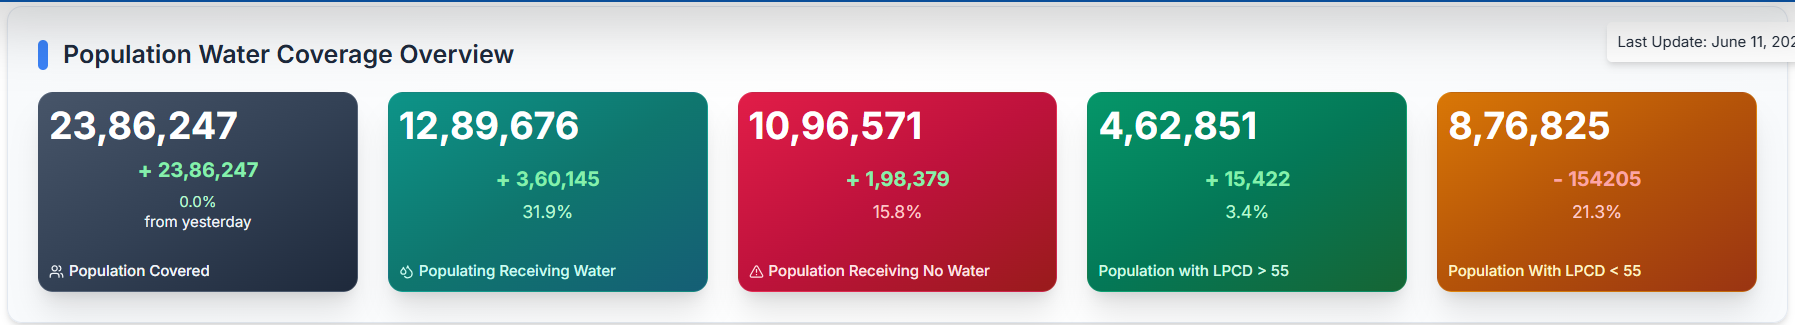 Population Water Coverage Overview
Last Update: June 11, 202
23,86,247
+ 23,86,247
0.0%
from yesterday
Population Covered
12,89,676
+ 3,60,145
31.9%
Populating Receiving Water
10,96,571
+ 1,98,379
15.8%
Population Receiving No Water
4,62,851
+ 15,422
3.4%
Population with LPCD > 55
8,76,825
- 154205
21.3%
Population With LPCD < 55